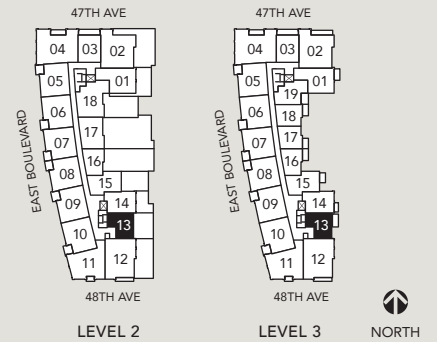 47TH AVE
04 03 02
05 01
06 18
07 17
08 16
15
09 14
10 13
11 12
EAST BOULEVARD
48TH AVE
LEVEL 2
47TH AVE
04 03 02
05 01
19
06 18
07 17
08 16
15
09 14
10 13
11 12
EAST BOULEVARD
48TH AVE
LEVEL 3
NORTH